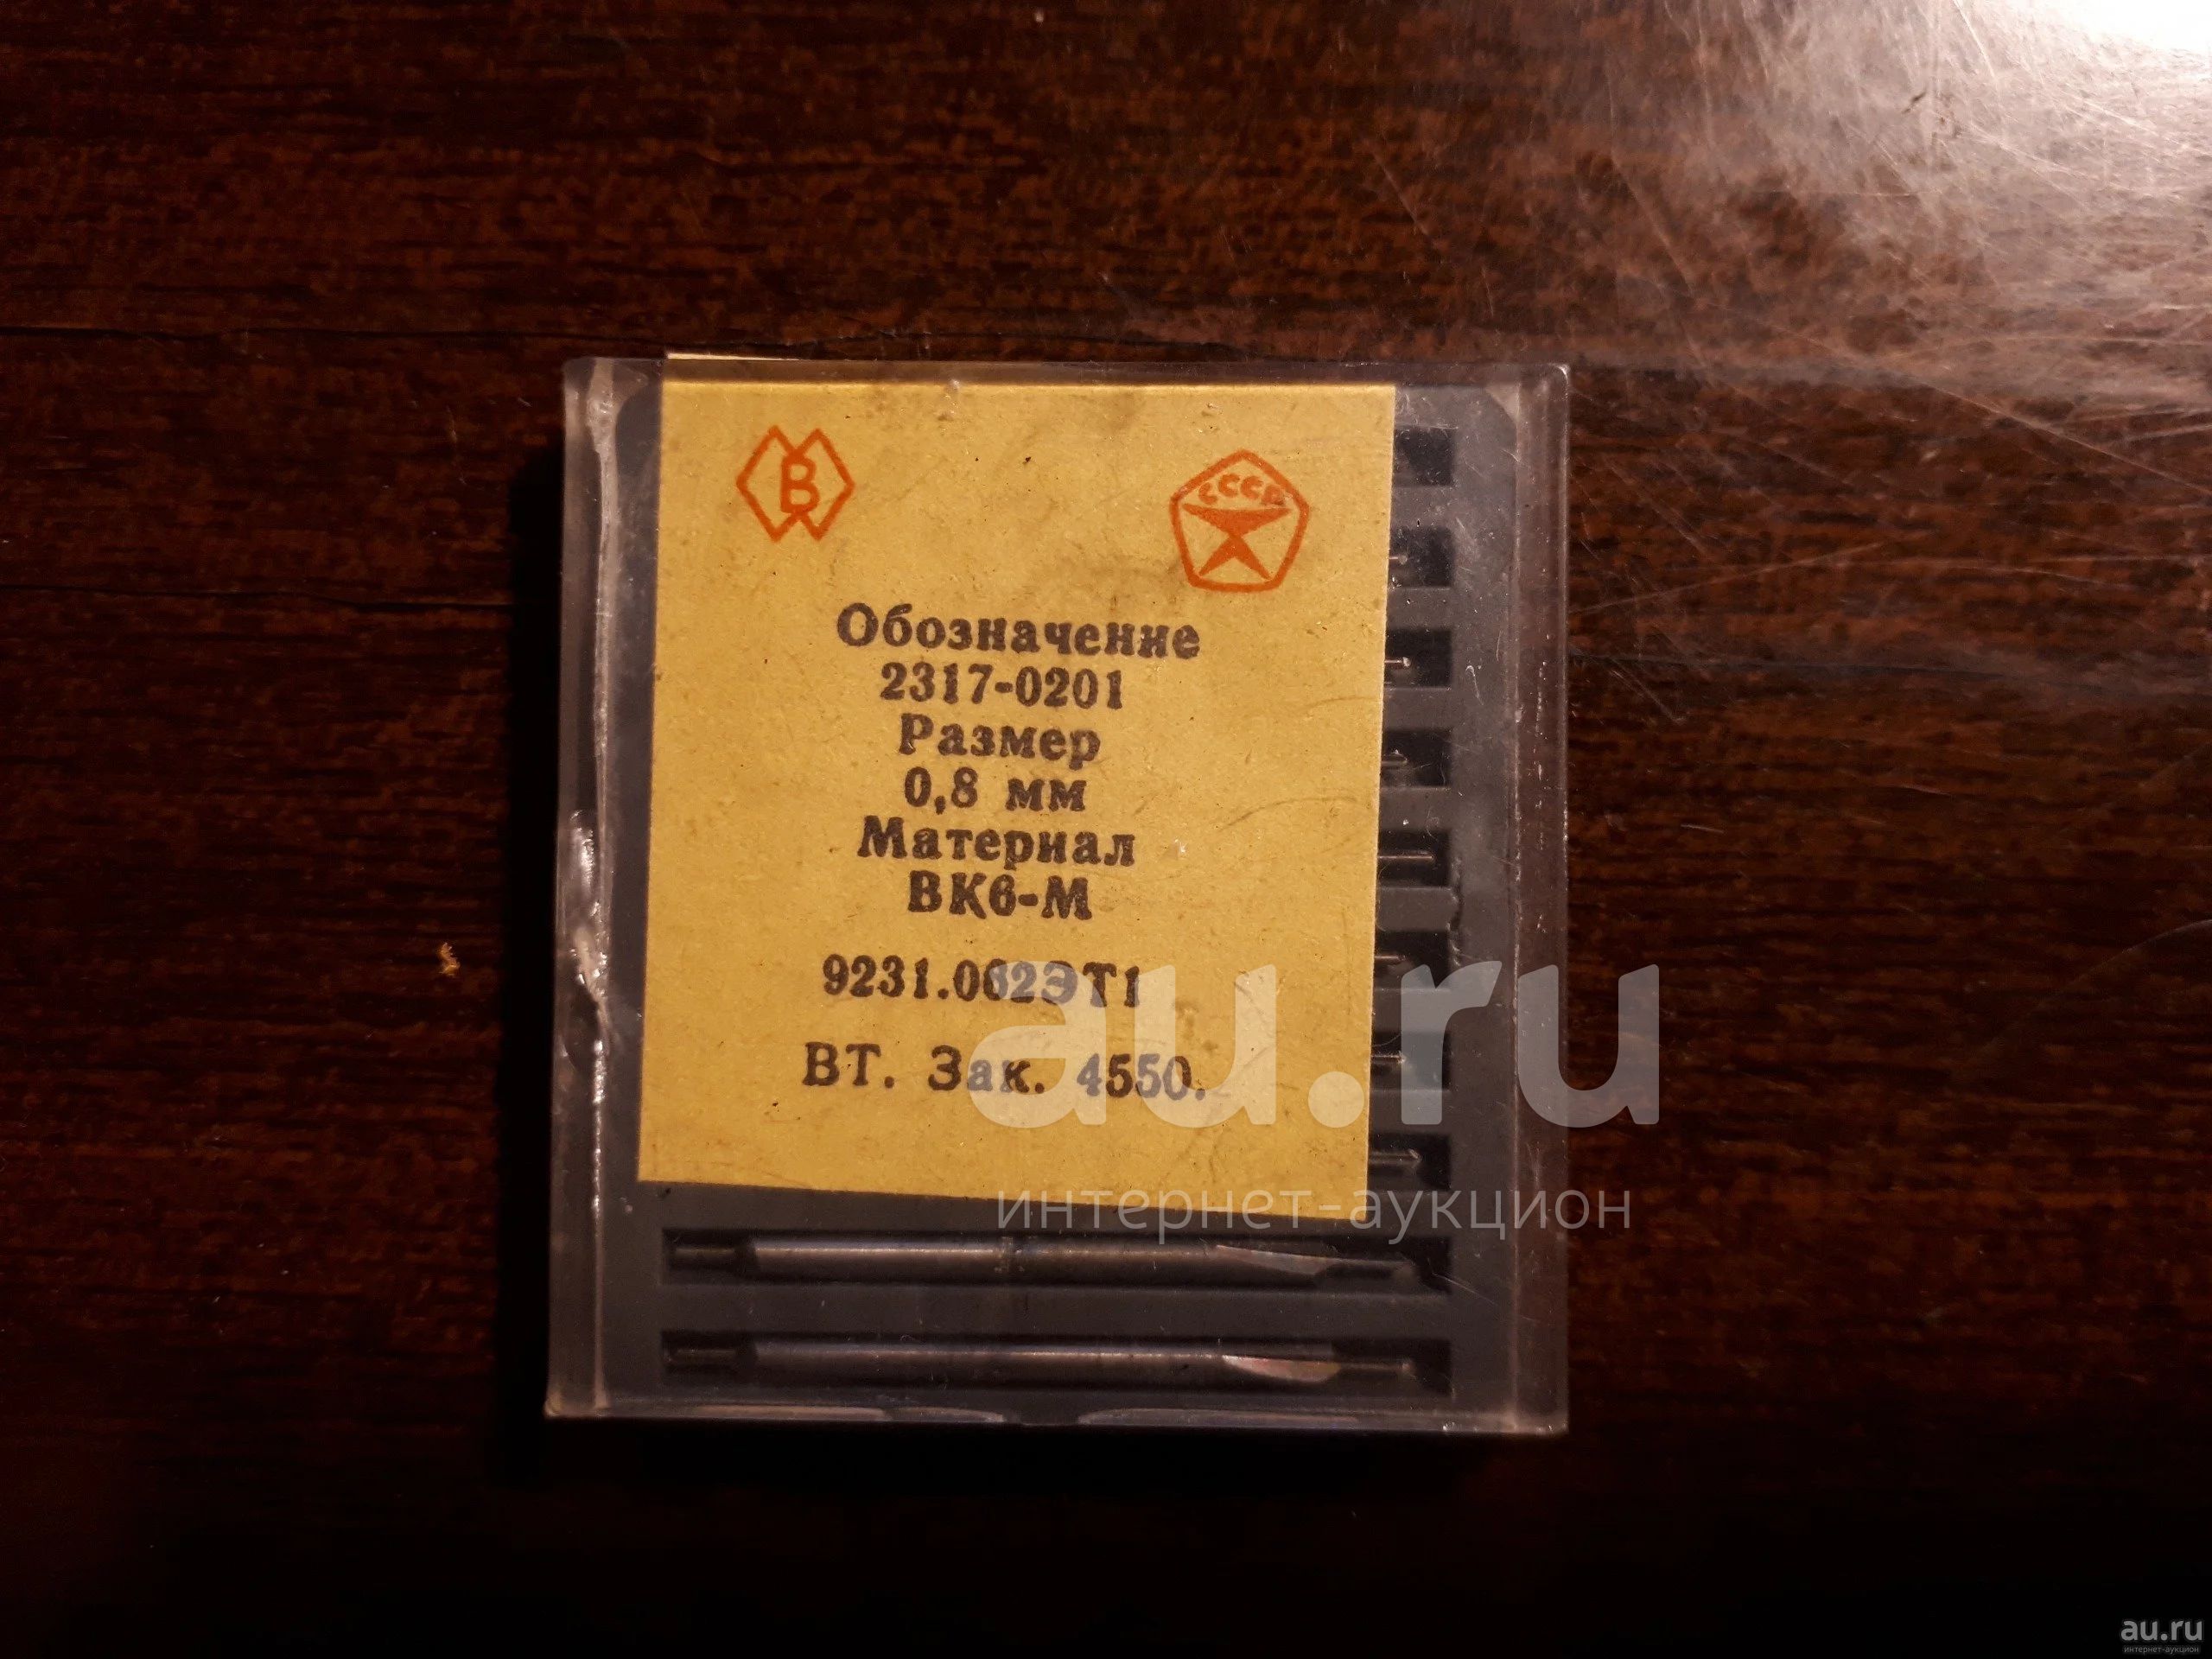 В
СССР
Обозначение
2317-0201
Размер
0,8 мм
Материал
ВК6-М
9231.062ЭТ1
ВТ. Зак. 4550.
au.ru
интернет-аукцион
au.ru
интернет-аукцион